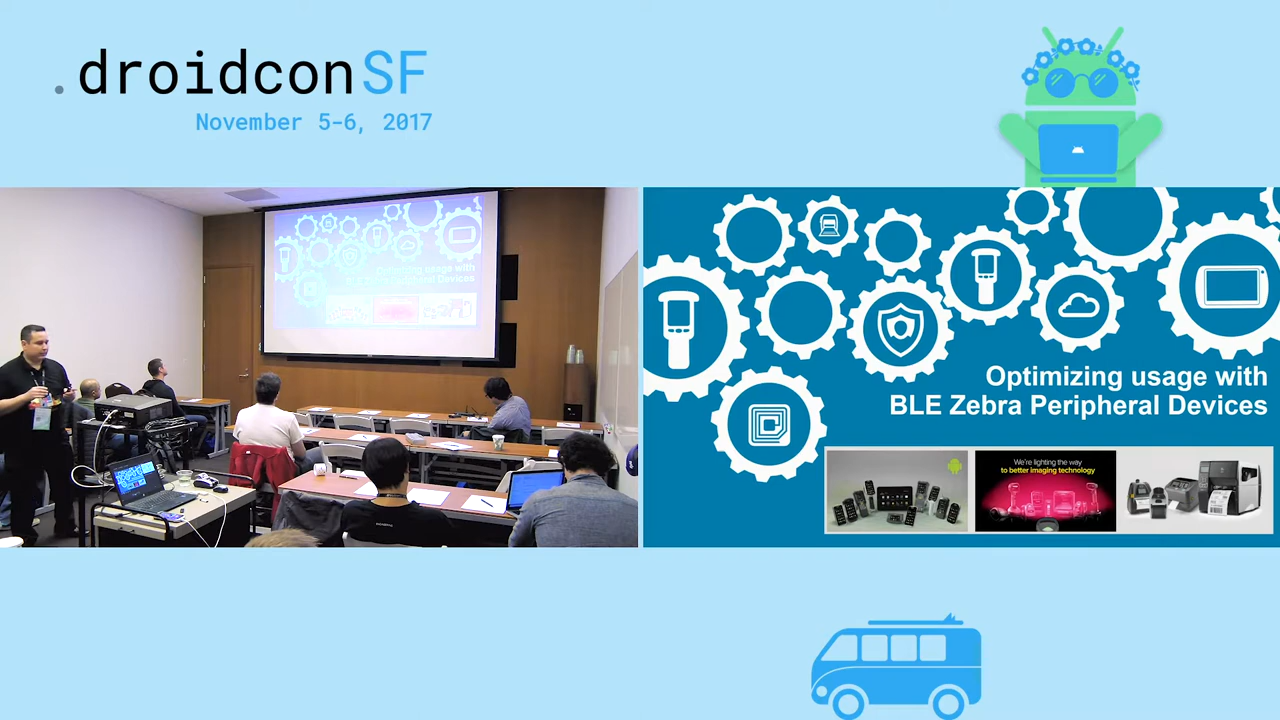 .droidconSF
November 5-6, 2017
Optimizing usage with
BLE Zebra Peripheral Devices
We're lighting the way
to better imaging technology